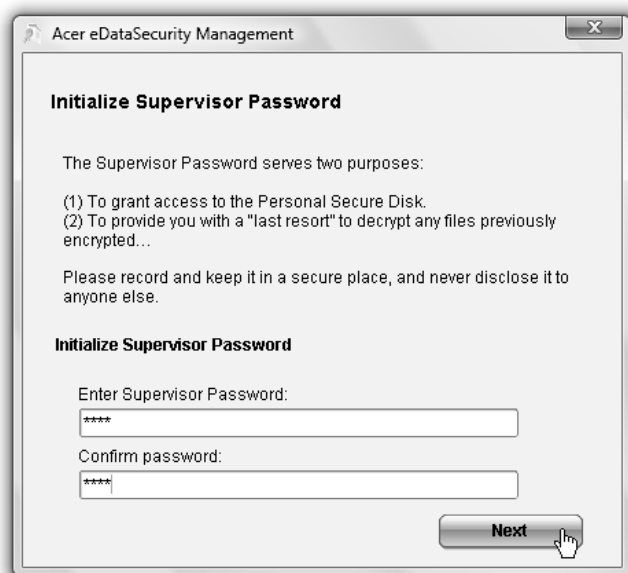 Acer eDataSecurity Management
Initialize Supervisor Password
The Supervisor Password serves two purposes:
(1) To grant access to the Personal Secure Disk.
(2) To provide you with a "last resort" to decrypt any files previously
encrypted...
Please record and keep it in a secure place, and never disclose it to
anyone else.
Initialize Supervisor Password
Enter Supervisor Password:
****
Confirm password:
****
Next